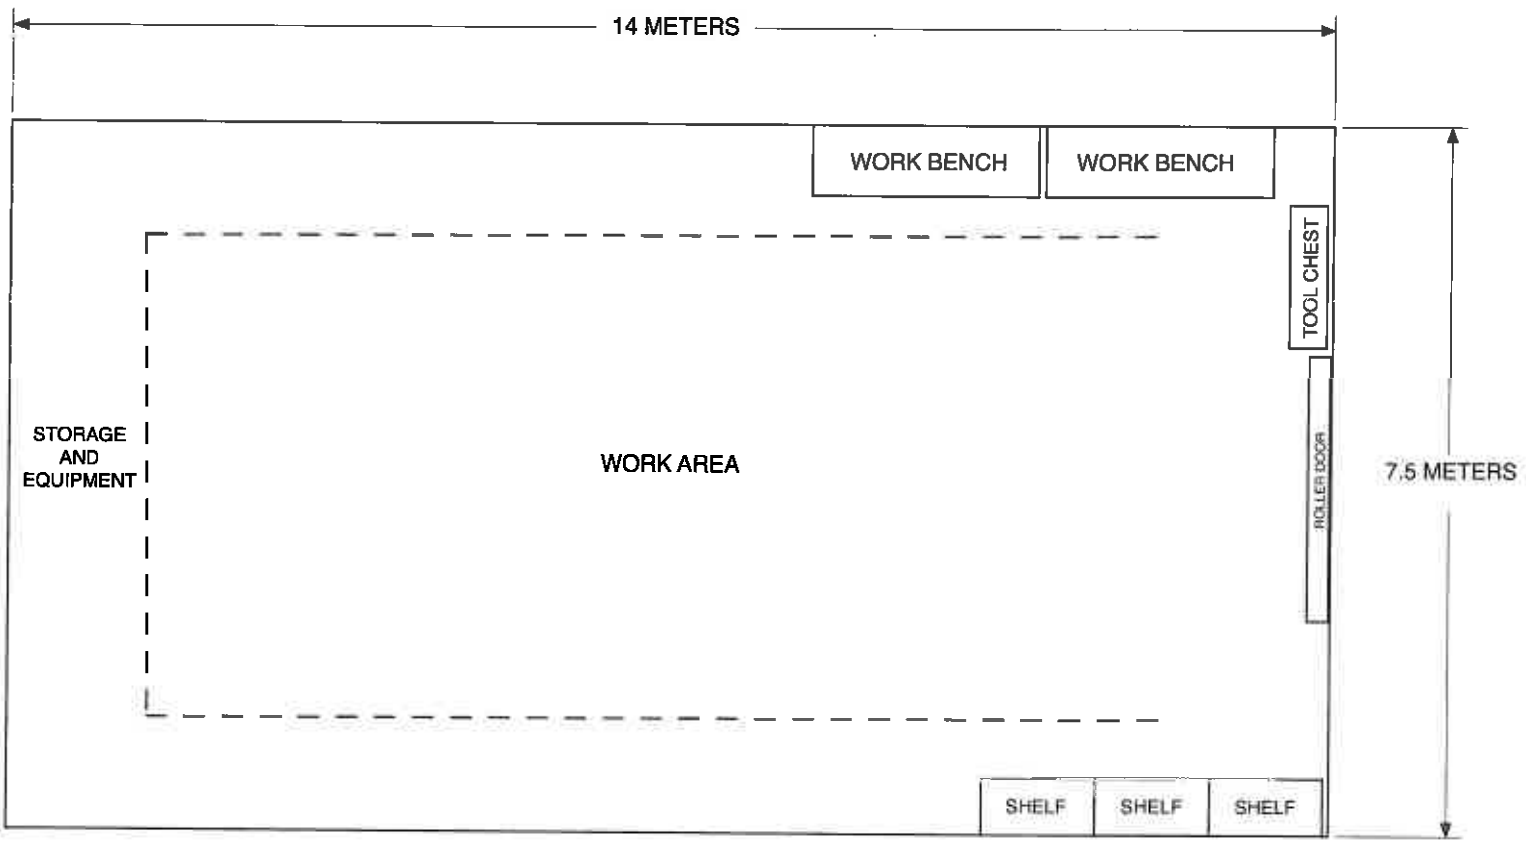 14 METERS
WORK BENCH
WORK BENCH
TOOL CHEST
STORAGE
AND
EQUIPMENT
WORK AREA
ROLLER DOOR
7.5 METERS
SHELF
SHELF
SHELF